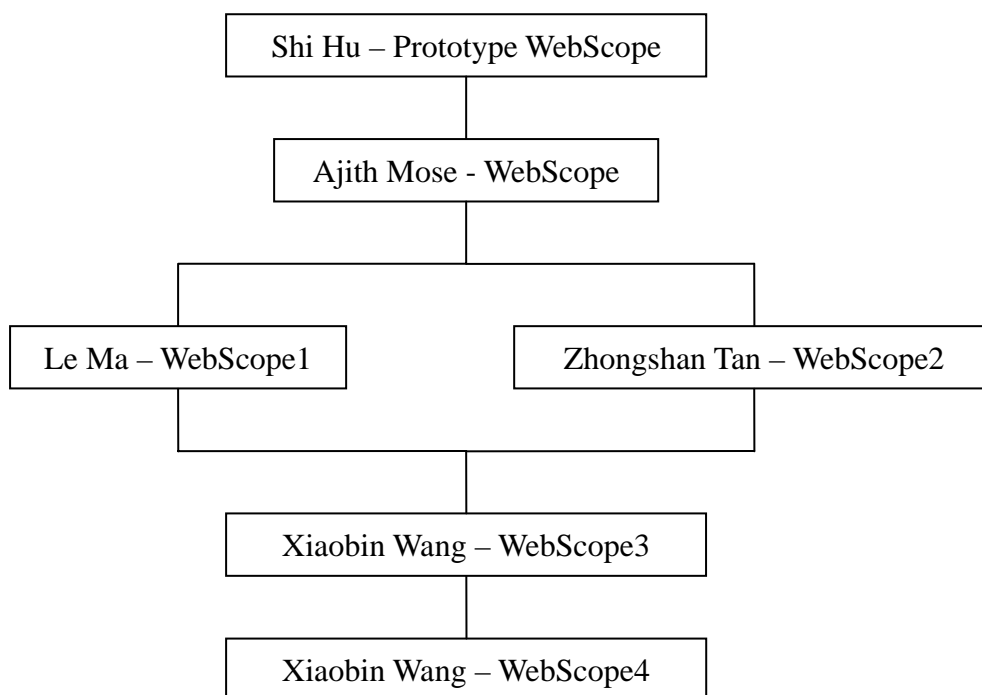 Shi Hu – Prototype WebScope
Ajith Mose - WebScope
Le Ma – WebScope1
Zhongshan Tan – WebScope2
Xiaobin Wang – WebScope3
Xiaobin Wang – WebScope4